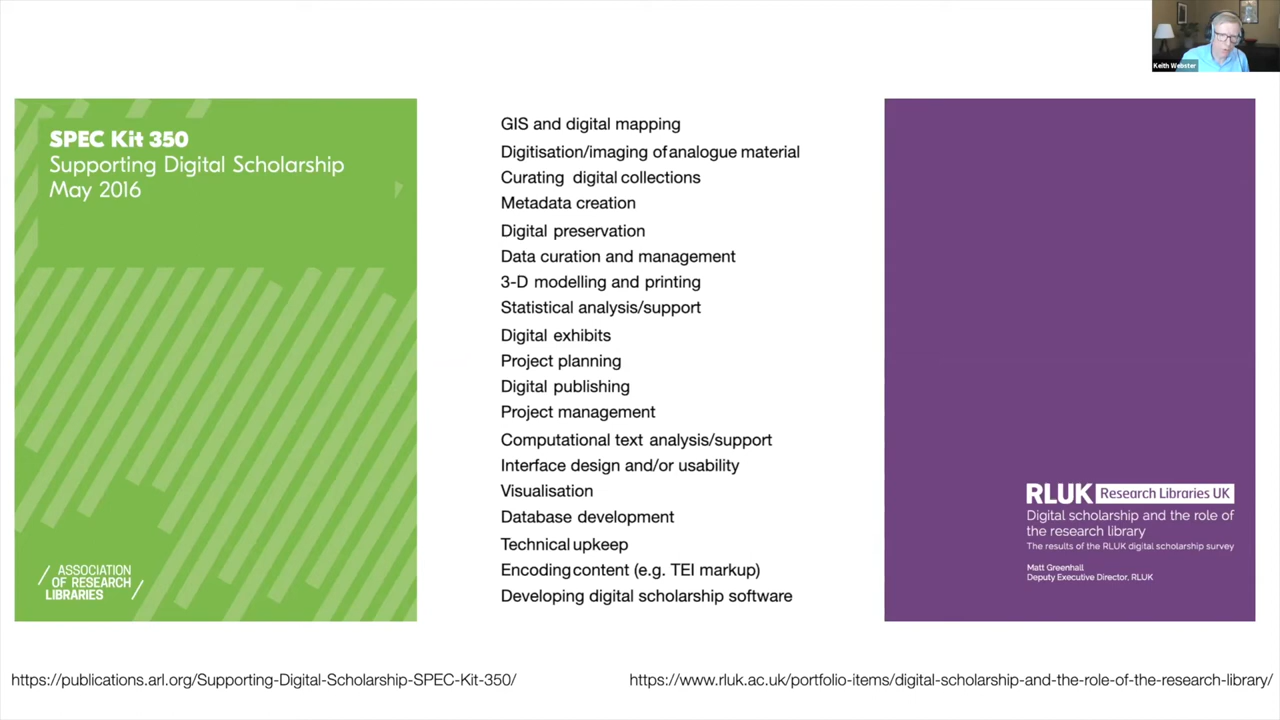 Keith Webster
SPEC Kit 350
Supporting Digital Scholarship
May 2016
ASSOCIATION
OF RESEARCH
LIBRARIES
GIS and digital mapping
Digitisation/imaging of analogue material
Curating digital collections
Metadata creation
Digital preservation
Data curation and management
3-D modelling and printing
Statistical analysis/support
Digital exhibits
Project planning
Digital publishing
Project management
Computational text analysis/support
Interface design and/or usability
Visualisation
Database development
Technical upkeep
Encoding content (e.g. TEI markup)
Developing digital scholarship software
RLUK Research Libraries UK
Digital scholarship and the role of
the research library
The results of the RLUK digital scholarship survey
Matt Greenhall
Deputy Executive Director, RLUK
https://publications.arl.org/Supporting-Digital-Scholarship-SPEC-Kit-350/
https://www.rluk.ac.uk/portfolio-items/digital-scholarship-and-the-role-of-the-research-library/